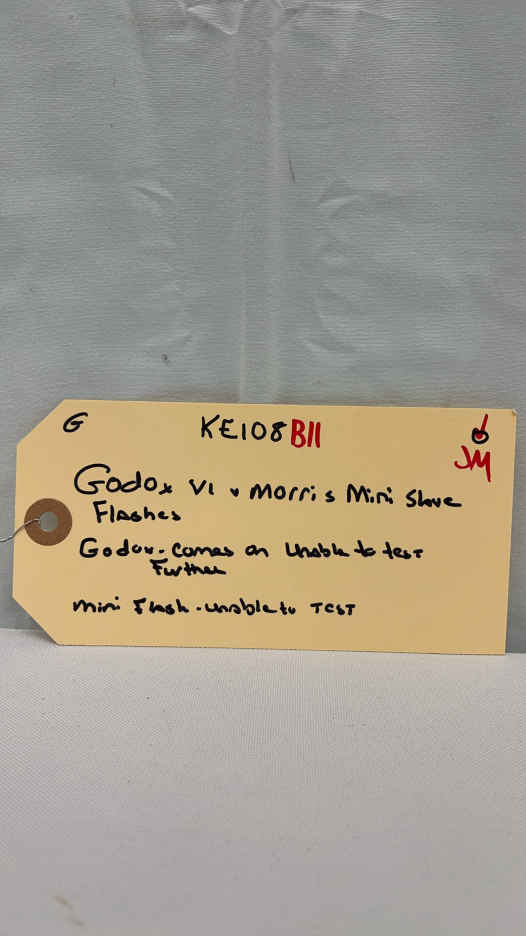 G KE108B11
JM
Godox V1 + Morris Mini Slave
Flashes
Godox - comes on Unable to test
Further
Mini Flash - unable to TEST